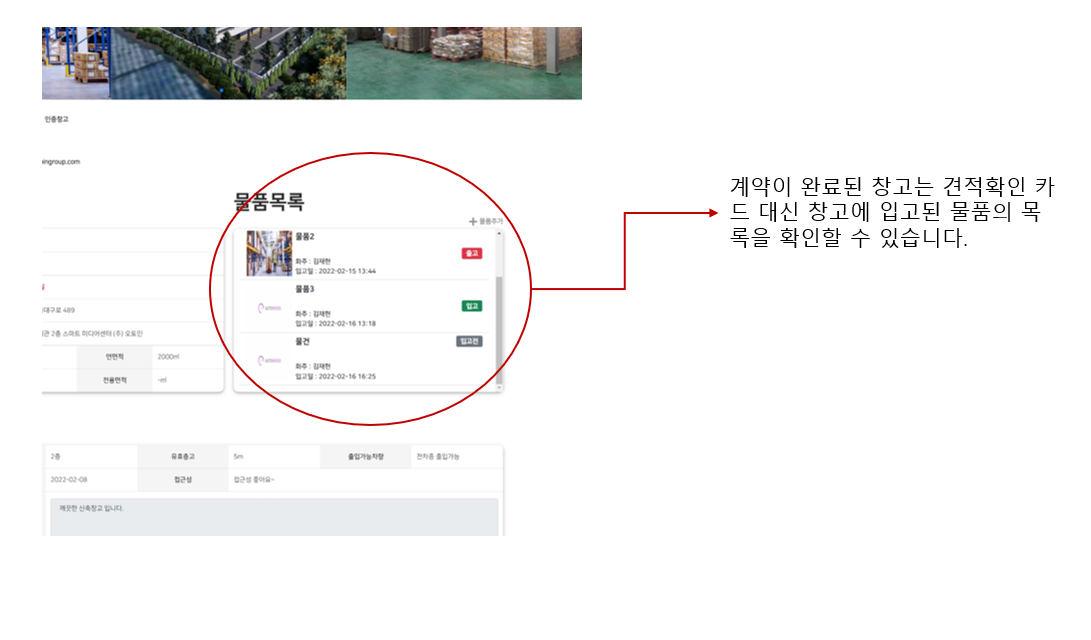 인증창고
ingroup.com
물품목록
물품추가
물품2
출고
화주 : 김재현
입고일 : 2022-02-15 13:44
물품3
입고
화주 : 김재현
입고일 : 2022-02-16 13:18
물건
입고전
화주 : 김재현
입고일 : 2022-02-16 16:25
대구로 489
관 2층 스마트 미디어센터 (주) 오토인
연면적 2000㎡
전용면적 -㎡
2층 유효층고 5m 출입가능차량 전차종 출입가능
2022-02-08 접근성 접근성 좋아요~
깨끗한 신축창고 입니다.
계약이 완료된 창고는 견적확인 카
드 대신 창고에 입고된 물품의 목
록을 확인할 수 있습니다.